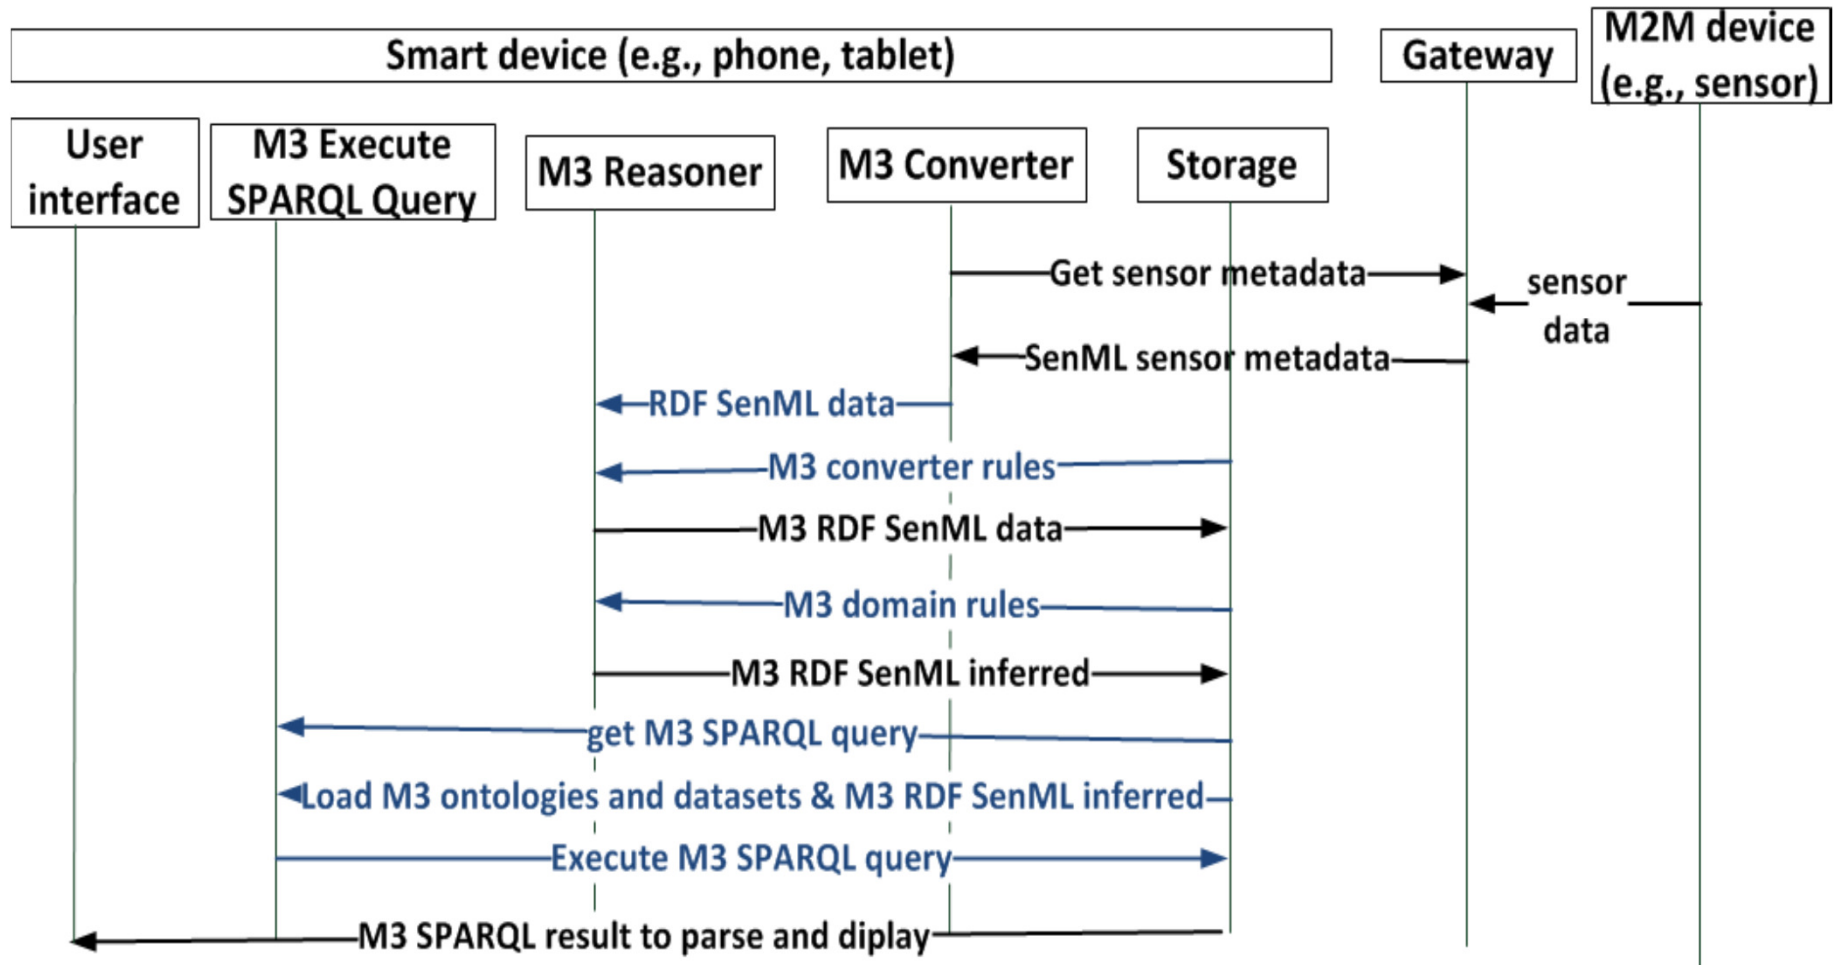 Smart device (e.g., phone, tablet)
Gateway
M2M device
(e.g., sensor)
User
interface
M3 Execute
SPARQL Query
M3 Reasoner
M3 Converter
Storage
Get sensor metadata
sensor
data
SenML sensor metadata
RDF SenML data
M3 converter rules
M3 RDF SenML data
M3 domain rules
M3 RDF SenML inferred
get M3 SPARQL query
Load M3 ontologies and datasets & M3 RDF SenML inferred
Execute M3 SPARQL query
M3 SPARQL result to parse and diplay